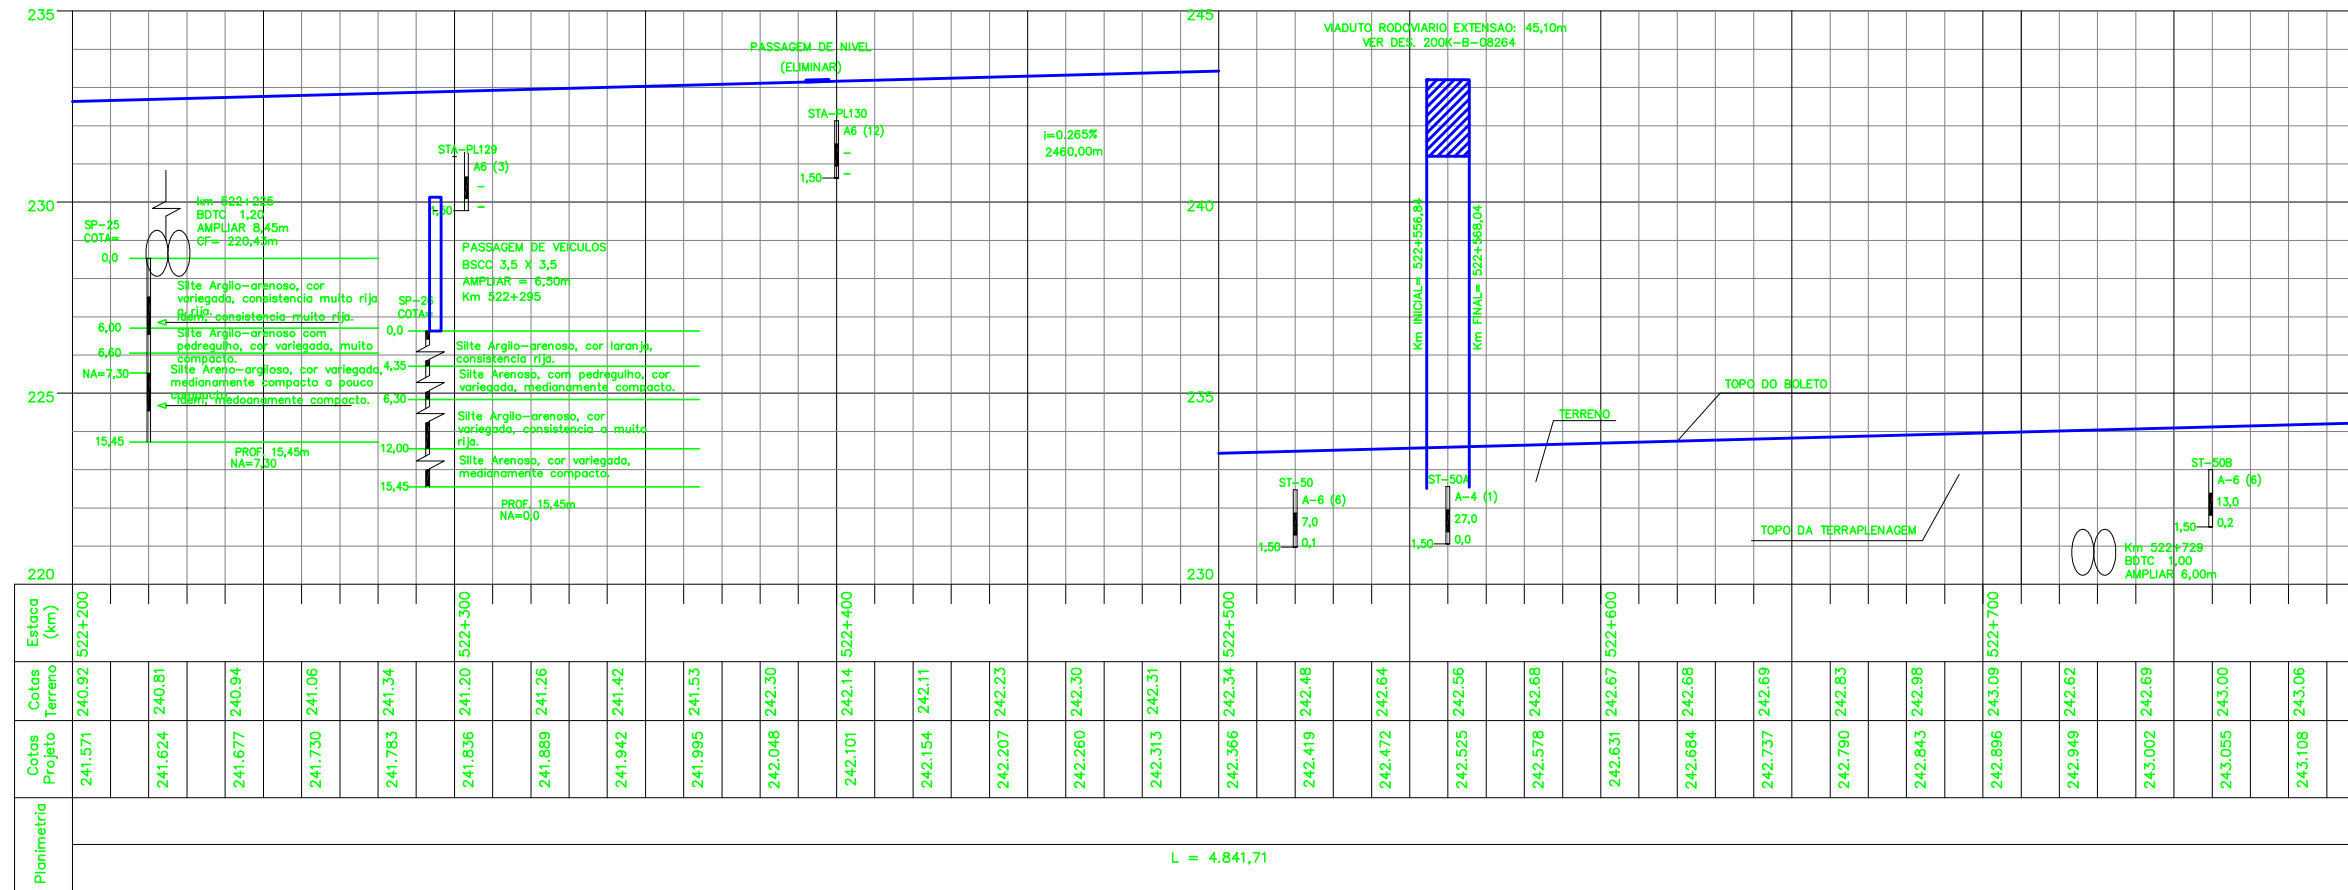 235
230
225
220
245
240
235
230
PASSAGEM DE NIVEL
(ELIMINAR)
VIADUTO RODOVIARIO EXTENSAO: 45,10m
VER DES. 200K-B-08264
STA-PL129
A6 (3)
-
-
1,50
STA-PL130
A6 (12)
-
-
1,50
i=0.265%
2460,00m
km 522+225
BDTC 1,20
AMPLIAR 8,45m
CF= 220,43m
SP-25
COTA=
0,0
Silte Argilo-arenoso, cor
variegada, consistencia muito rija
a rija.
Idem, consistencia muito rija.
6,00
Silte Argilo-arenoso com
pedregulho, cor variegada, muito
compacto.
6,60
Silte Areno-argiloso, cor variegada,
medianamente compacto a pouco
compacto.
NA=7,30
Idem, medoanamente compacto.
15,45
PROF. 15,45m
NA=7,30
PASSAGEM DE VEICULOS
BSCC 3,5 X 3,5
AMPLIAR = 6,50m
Km 522+295
SP-26
COTA=
0,0
Silte Argilo-arenoso, cor laranja,
consistencia rija.
4,35
Silte Arenoso, com pedregulho, cor
variegada, medianamente compacto.
6,30
Silte Argilo-arenoso, cor
variegada, consistencia a muito
rija.
12,00
Silte Arenoso, cor variegada,
medianamente compacto.
15,45
PROF. 15,45m
NA=0,0
Km INICIAL= 522+556,84
Km FINAL= 522+568,04
TOPO DO BOLETO
TERRENO
TOPO DA TERRAPLENAGEM
ST-50
A-6 (6)
7,0
0,1
1,50
ST-50A
A-4 (1)
27,0
0,0
1,50
ST-50B
A-6 (6)
13,0
0,2
1,50
Km 522+729
BDTC 1,00
AMPLIAR 6,00m
Estaca
(km)
522+200
522+300
522+400
522+500
522+600
522+700
Cotas
Terreno
240.92
240.81
240.94
241.06
241.34
241.20
241.26
241.42
241.53
242.30
242.14
242.11
242.23
242.30
242.31
242.34
242.48
242.64
242.56
242.68
242.67
242.68
242.69
242.83
242.98
243.09
242.62
242.69
243.00
243.06
Cotas
Projeto
241.571
241.624
241.677
241.730
241.783
241.836
241.889
241.942
241.995
242.048
242.101
242.154
242.207
242.260
242.313
242.366
242.419
242.472
242.525
242.578
242.631
242.684
242.737
242.790
242.843
242.896
242.949
243.002
243.055
243.108
Planimetria
L = 4.841,71